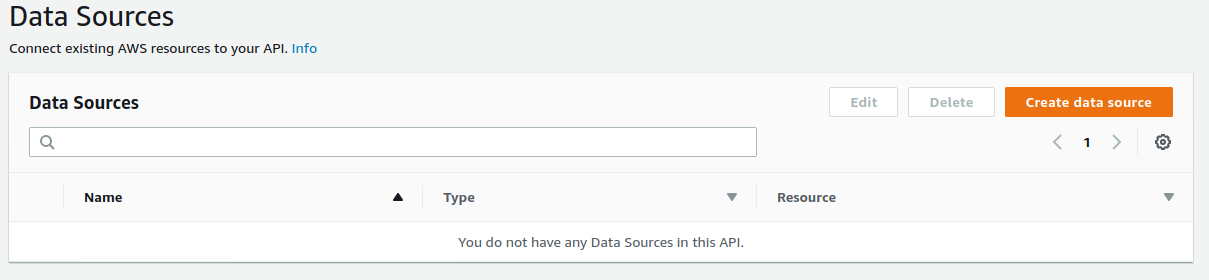 Data Sources
Connect existing AWS resources to your API. Info
Data Sources
Edit
Delete
Create data source
1
Name
Type
Resource
You do not have any Data Sources in this API.